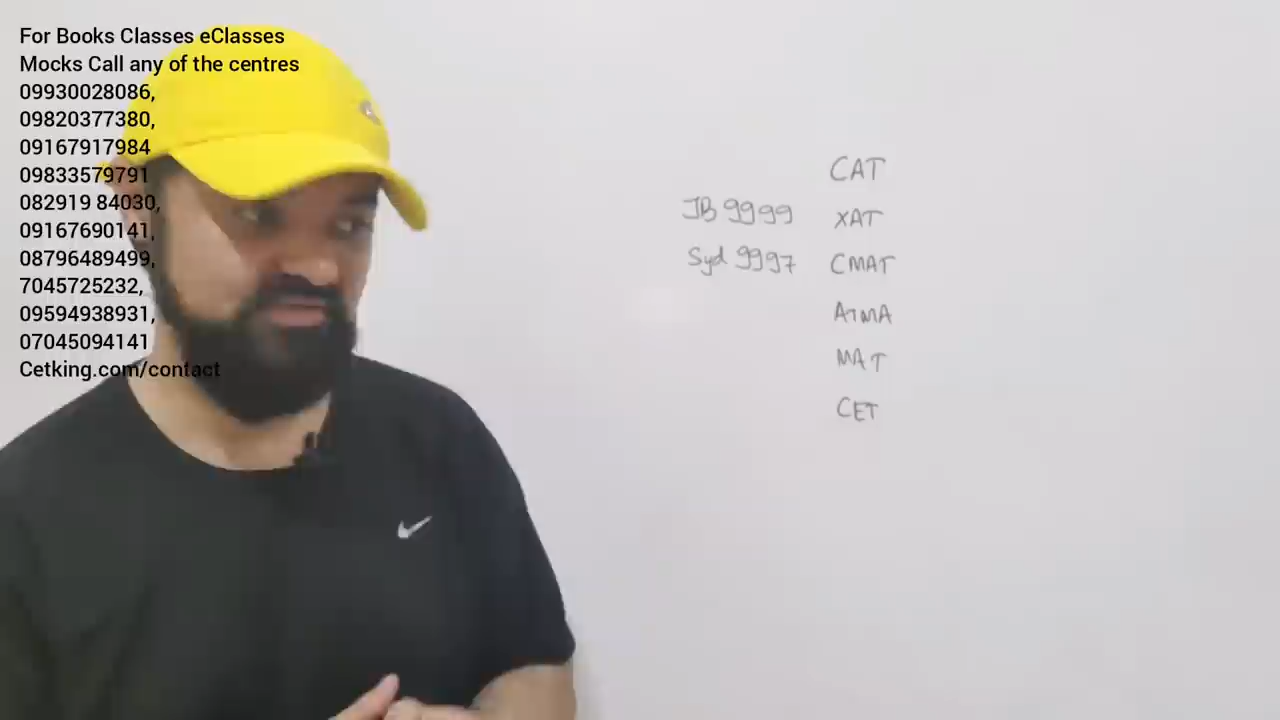 For Books Classes eClasses
Mocks Call any of the centres
09930028086,
09820377380,
09167917984
09833579791
082919 84030,
09167690141,
08796489499,
7045725232,
09594938931,
07045094141
Cetking.com/contact
CAT
JB 9999 XAT
Syd 9997 CMAT
ATMA
MAT
CET